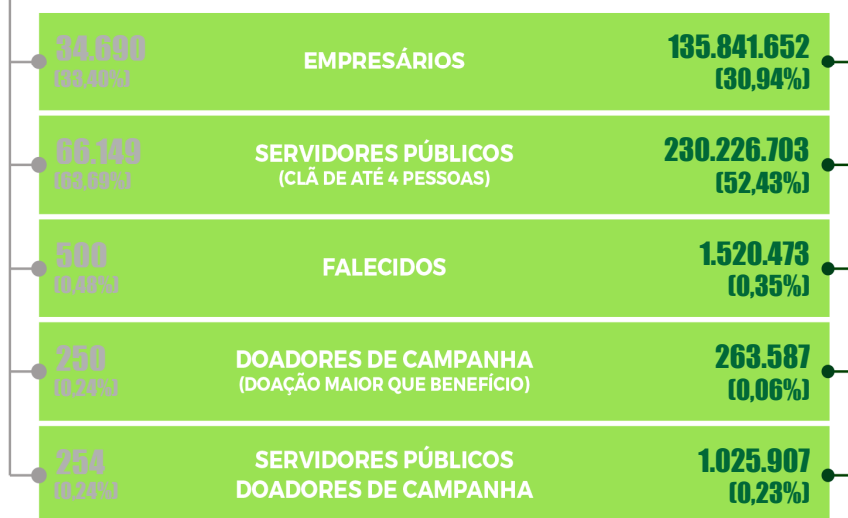 34.690
(33,40%)
EMPRESÁRIOS
135.841.652
(30,94%)
66.149
(63,69%)
SERVIDORES PÚBLICOS
(CLÃ DE ATÉ 4 PESSOAS)
230.226.703
(52,43%)
500
(0,48%)
FALECIDOS
1.520.473
(0,35%)
250
(0,24%)
DOADORES DE CAMPANHA
(DOAÇÃO MAIOR QUE BENEFÍCIO)
263.587
(0,06%)
254
(0,24%)
SERVIDORES PÚBLICOS
DOADORES DE CAMPANHA
1.025.907
(0,23%)